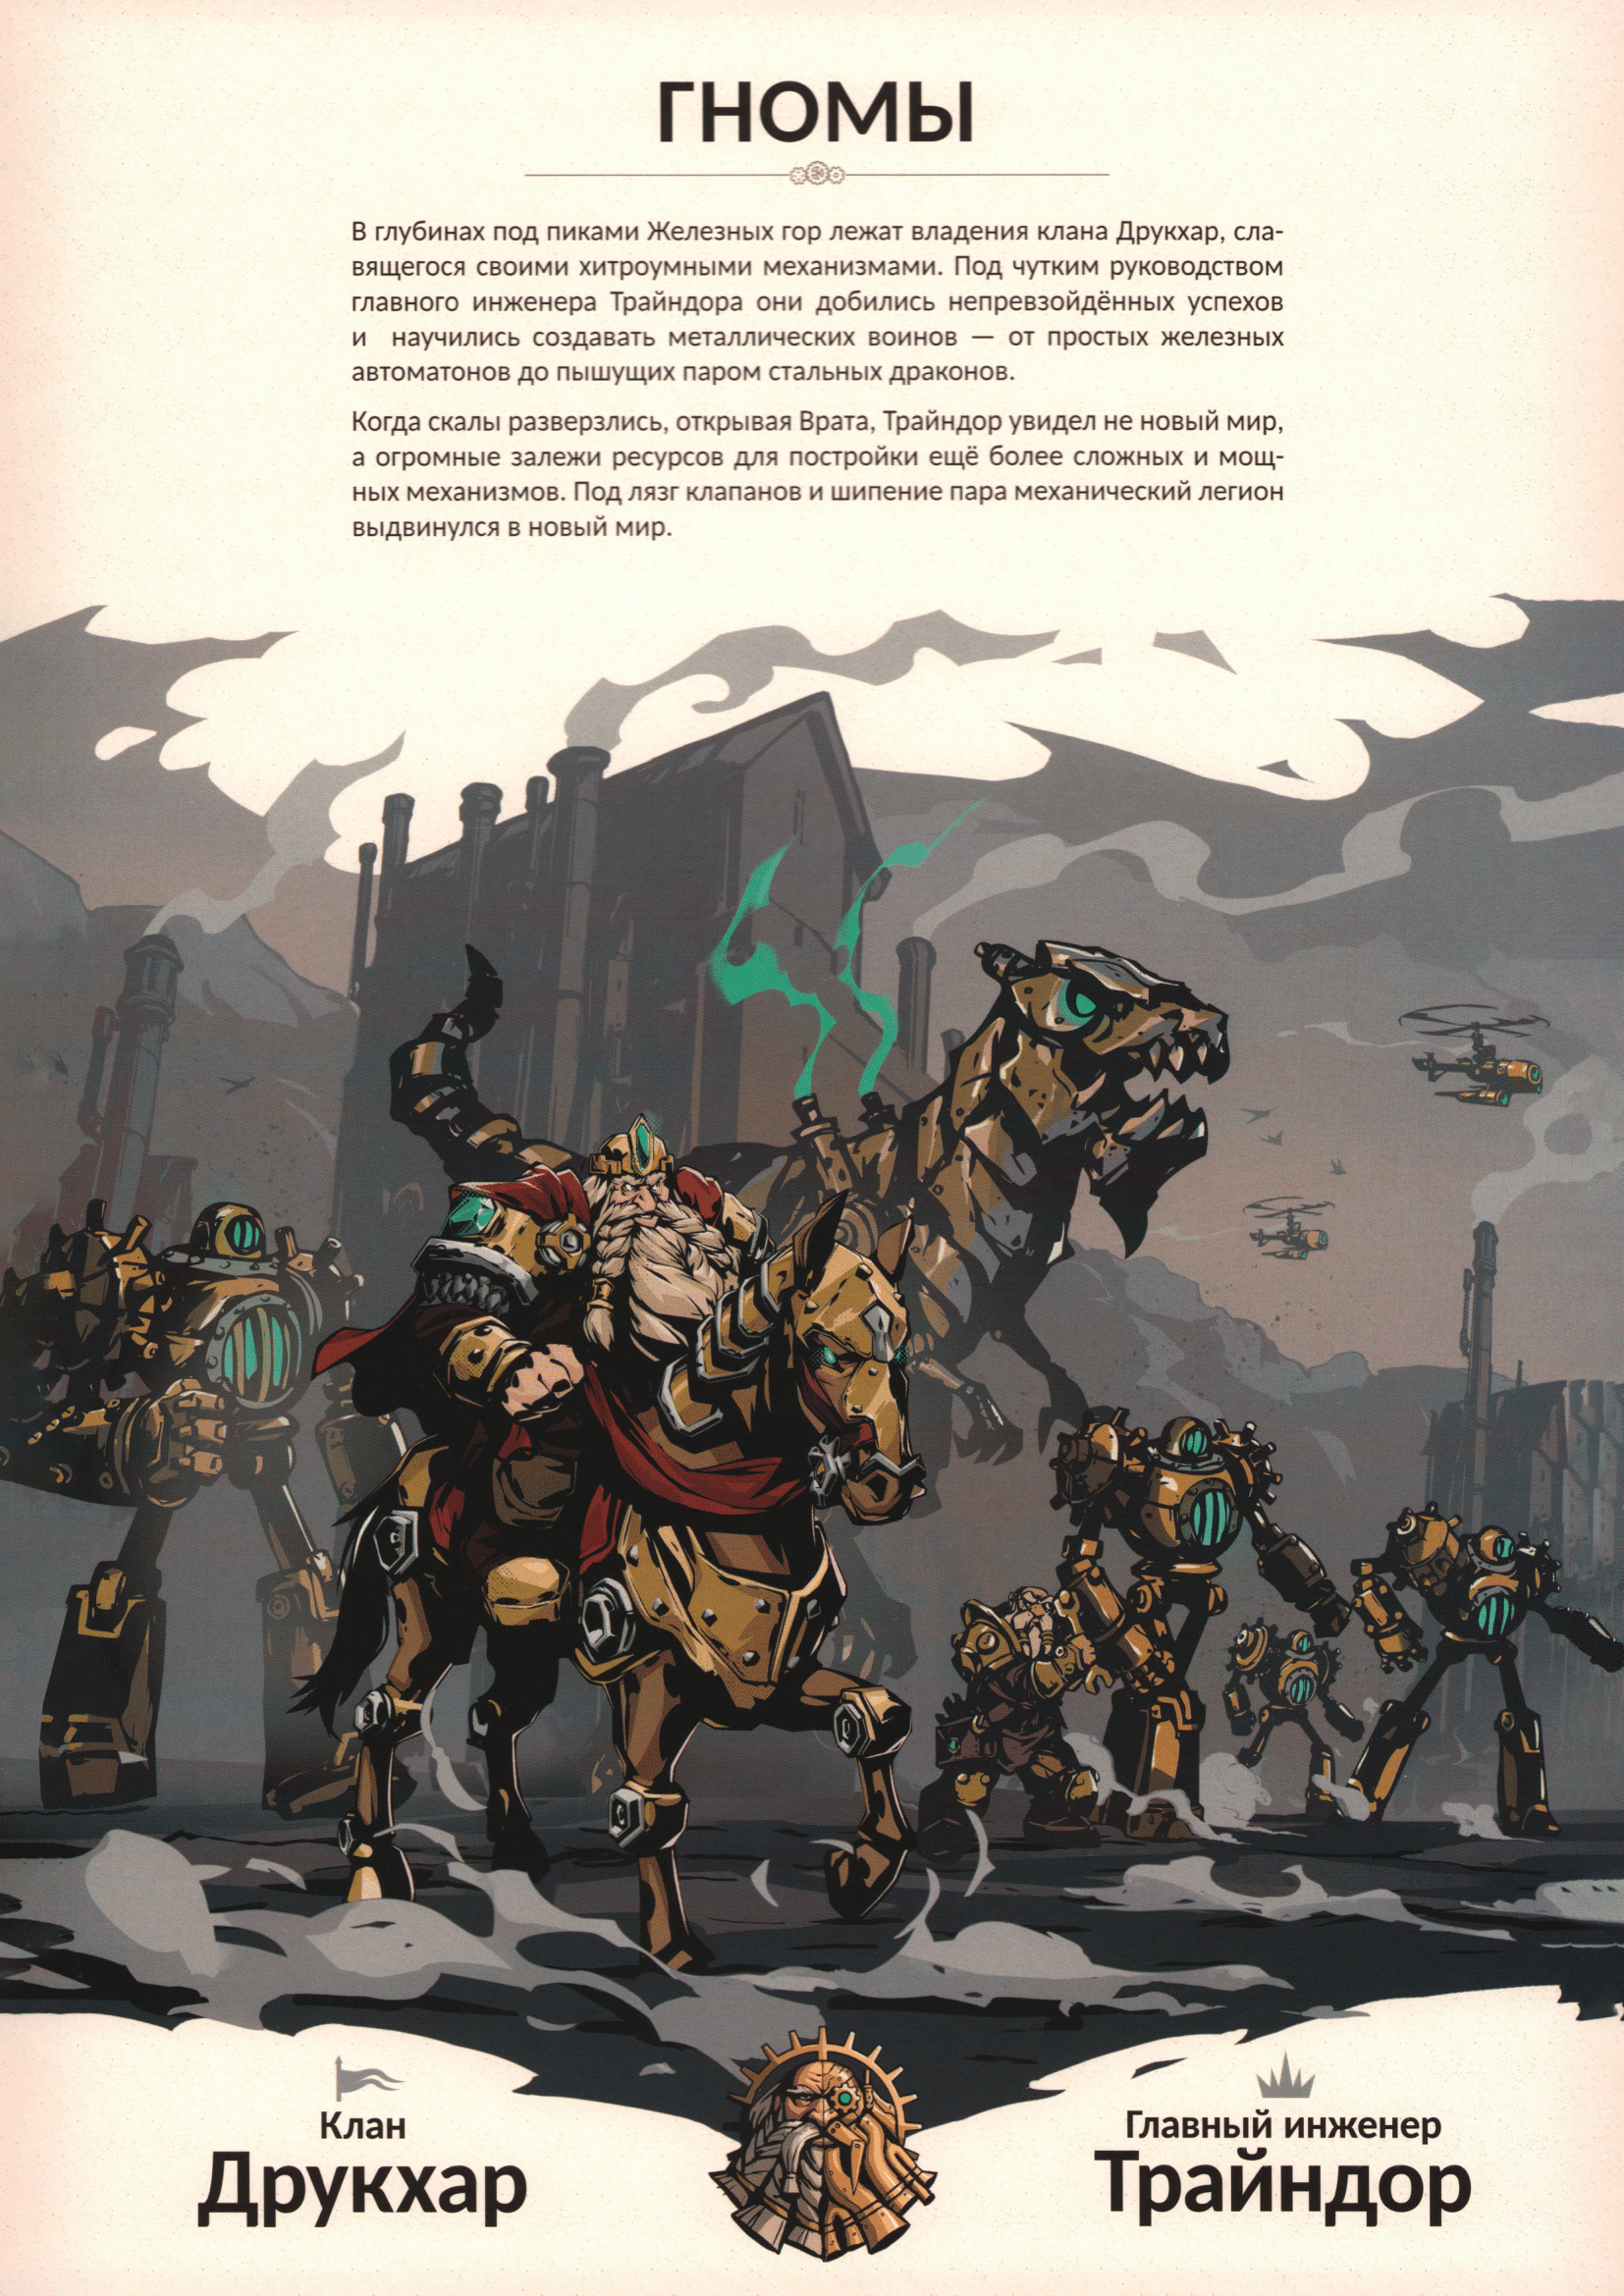 ГНОМЫ
В глубинах под пиками Железных гор лежат владения клана Друкхар, сла-
вящегося своими хитроумными механизмами. Под чутким руководством
главного инженера Трайндора они добились непревзойдённых успехов
и научились создавать металлических воинов — от простых железных
автоматонов до пышущих паром стальных драконов.
Когда скалы разверзлись, открывая Врата, Трайндор увидел не новый мир,
а огромные залежи ресурсов для постройки ещё более сложных и мощ-
ных механизмов. Под лязг клапанов и шипение пара механический легион
выдвинулся в новый мир.
Клан
Друкхар
Главный инженер
Трайндор